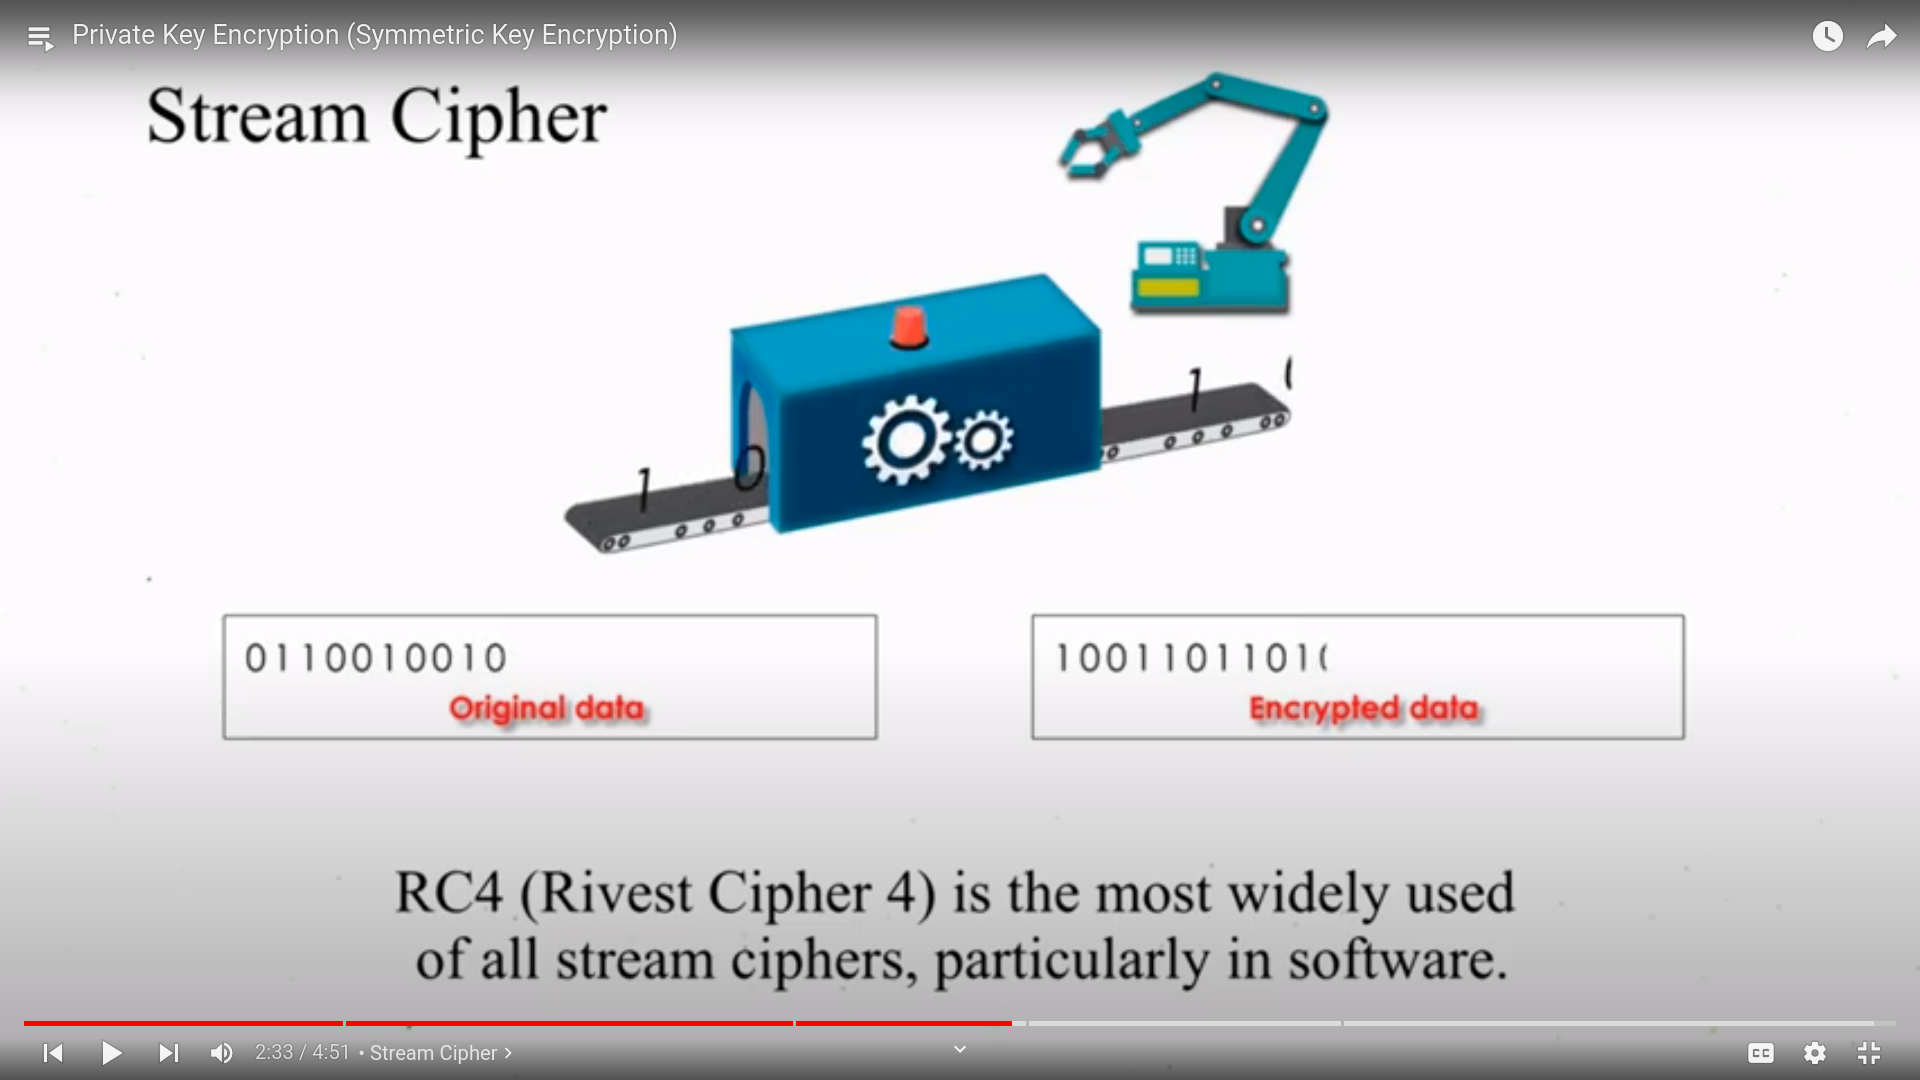 Private Key Encryption (Symmetric Key Encryption)
Stream Cipher
1 0
1
0110010010
Original data
1001101101
Encrypted data
RC4 (Rivest Cipher 4) is the most widely used
of all stream ciphers, particularly in software.
2:33 / 4:51 • Stream Cipher >
CC